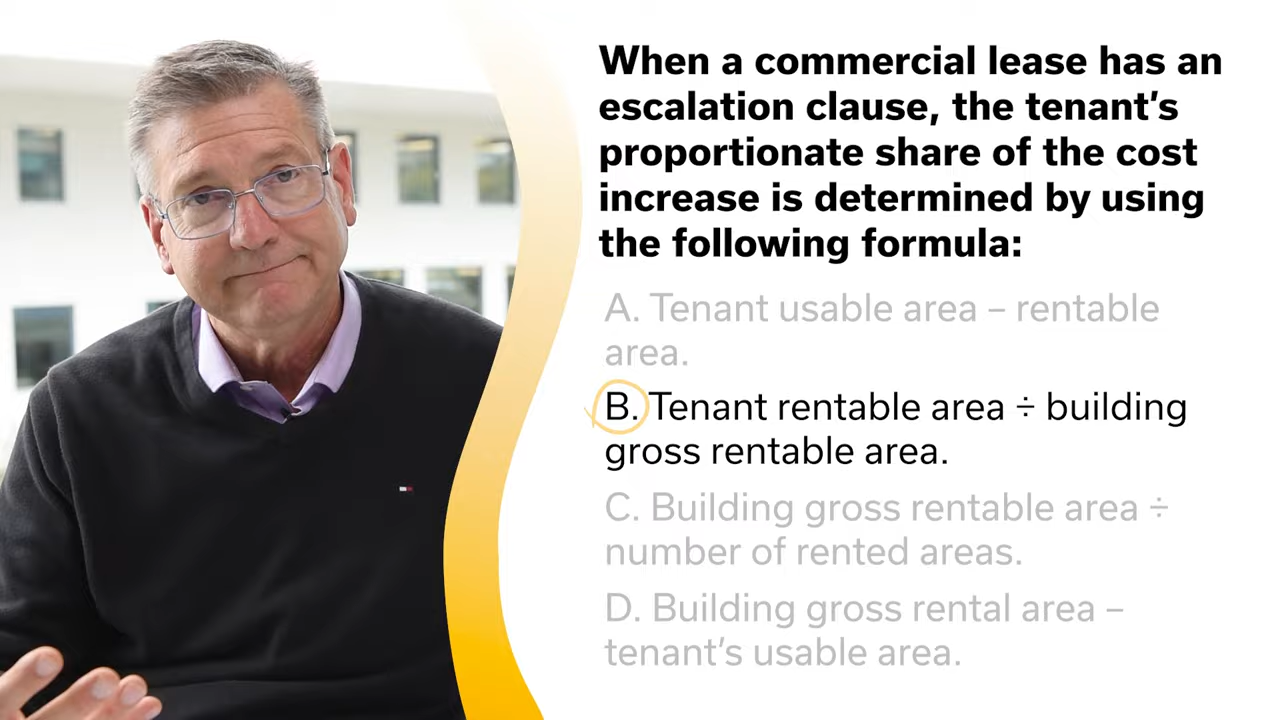 When a commercial lease has an
escalation clause, the tenant’s
proportionate share of the cost
increase is determined by using
the following formula:
A. Tenant usable area – rentable
area.
B. Tenant rentable area ÷ building
gross rentable area.
C. Building gross rentable area ÷
number of rented areas.
D. Building gross rental area –
tenant’s usable area.